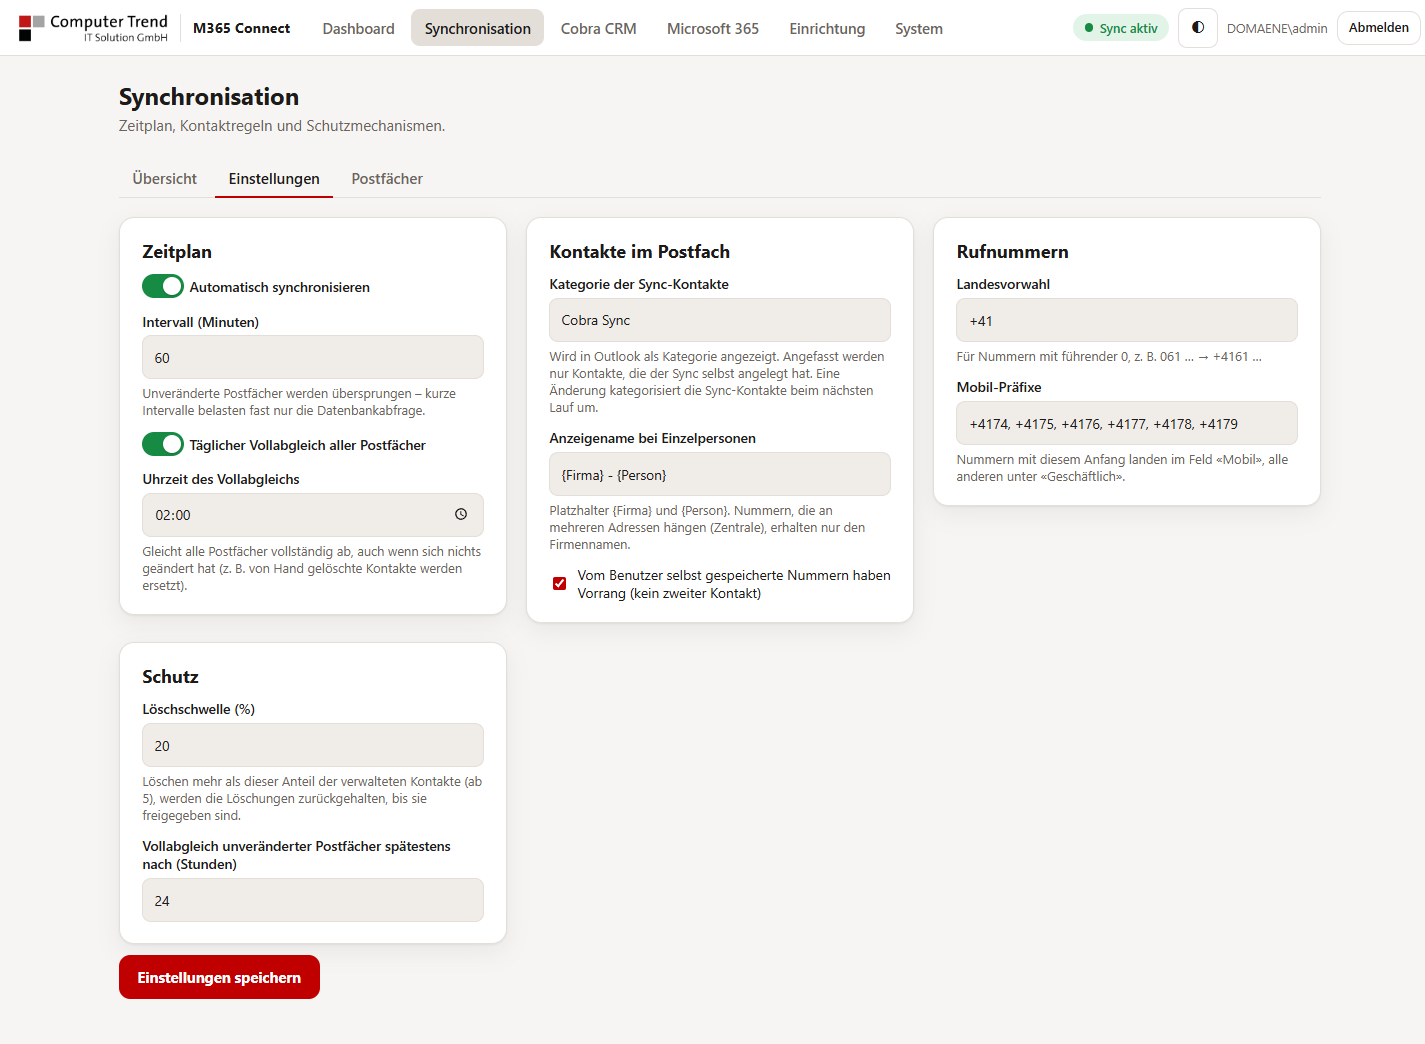 Computer Trend
IT Solution GmbH
M365 Connect
Dashboard
Synchronisation
Cobra CRM
Microsoft 365
Einrichtung
System
Sync aktiv
DOMAENE\admin
Abmelden
Synchronisation
Zeitplan, Kontaktregeln und Schutzmechanismen.
Übersicht
Einstellungen
Postfächer
Zeitplan
Automatisch synchronisieren
Intervall (Minuten)
60
Unveränderte Postfächer werden übersprungen – kurze
Intervalle belasten fast nur die Datenbankabfrage.
Täglicher Vollabgleich aller Postfächer
Uhrzeit des Vollabgleichs
02:00
Gleicht alle Postfächer vollständig ab, auch wenn sich nichts
geändert hat (z. B. von Hand gelöschte Kontakte werden
ersetzt).
Kontakte im Postfach
Kategorie der Sync-Kontakte
Cobra Sync
Wird in Outlook als Kategorie angezeigt. Angefasst werden
nur Kontakte, die der Sync selbst angelegt hat. Eine
Änderung kategorisiert die Sync-Kontakte beim nächsten
Lauf um.
Anzeigename bei Einzelpersonen
{Firma} - {Person}
Platzhalter {Firma} und {Person}. Nummern, die an
mehreren Adressen hängen (Zentrale), erhalten nur den
Firmennamen.
Vom Benutzer selbst gespeicherte Nummern haben
Vorrang (kein zweiter Kontakt)
Rufnummern
Landesvorwahl
+41
Für Nummern mit führender 0, z. B. 061 ... → +4161 ...
Mobil-Präfixe
+4174, +4175, +4176, +4177, +4178, +4179
Nummern mit diesem Anfang landen im Feld «Mobil», alle
anderen unter «Geschäftlich».
Schutz
Löschschwelle (%)
20
Löschen mehr als dieser Anteil der verwalteten Kontakte (ab
5), werden die Löschungen zurückgehalten, bis sie
freigegeben sind.
Vollabgleich unveränderter Postfächer spätestens
nach (Stunden)
24
Einstellungen speichern